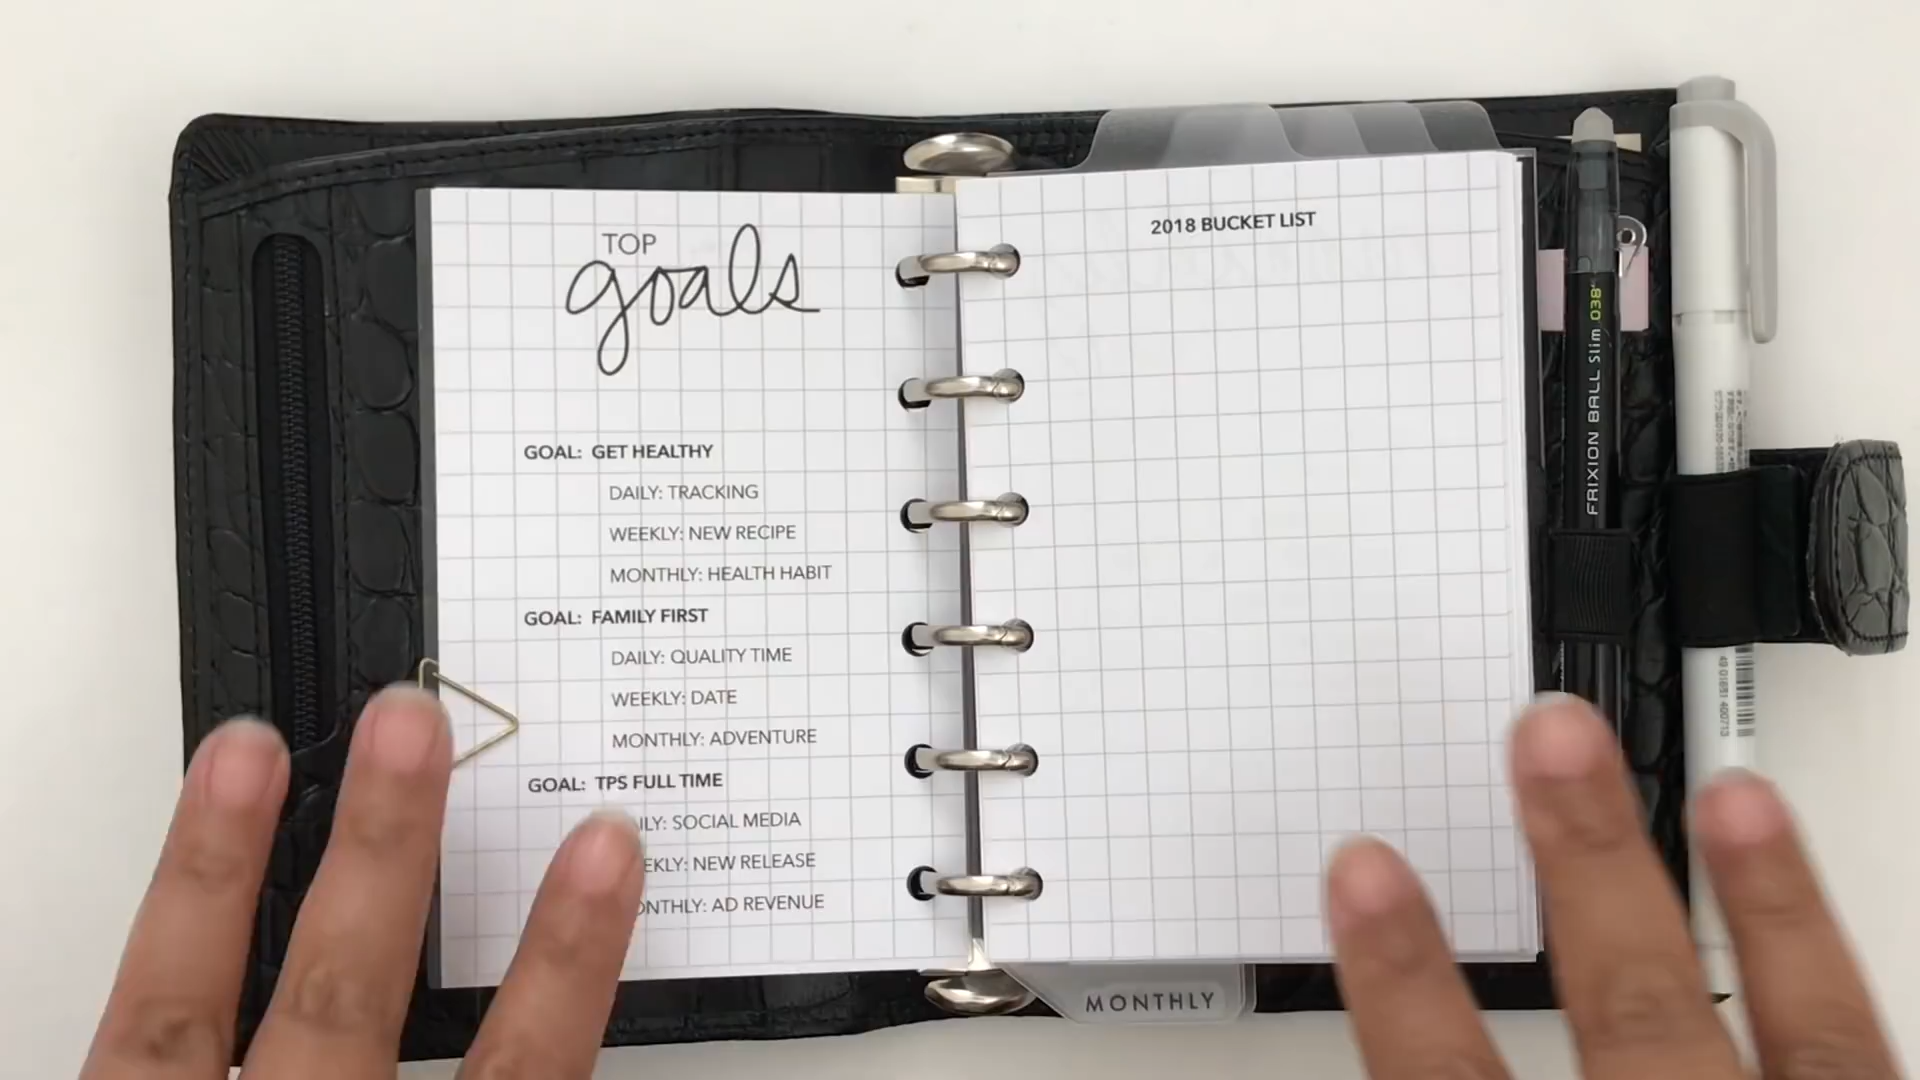 TOP
goals
GOAL: GET HEALTHY
DAILY: TRACKING
WEEKLY: NEW RECIPE
MONTHLY: HEALTH HABIT
GOAL: FAMILY FIRST
DAILY: QUALITY TIME
WEEKLY: DATE
MONTHLY: ADVENTURE
GOAL: TPS FULL TIME
ILY: SOCIAL MEDIA
EKLY: NEW RELEASE
ONTHLY: AD REVENUE
2018 BUCKET LIST
MONTHLY
FRIXION BALL Slim 038